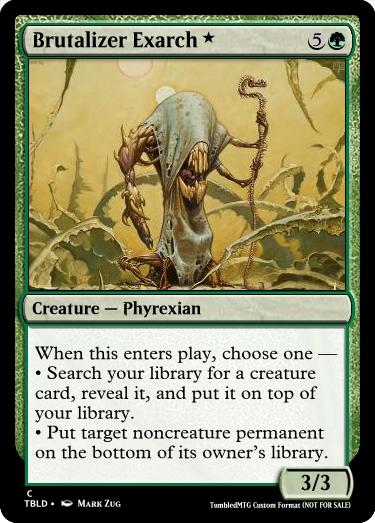 Brutalizer Exarch ★ 5
Creature — Phyrexian
When this enters play, choose one —
• Search your library for a creature
card, reveal it, and put it on top of
your library.
• Put target noncreature permanent
on the bottom of its owner's library.
3/3
C
TBLD • Mark Zug
TumbledMTG Custom Format (NOT FOR SALE)